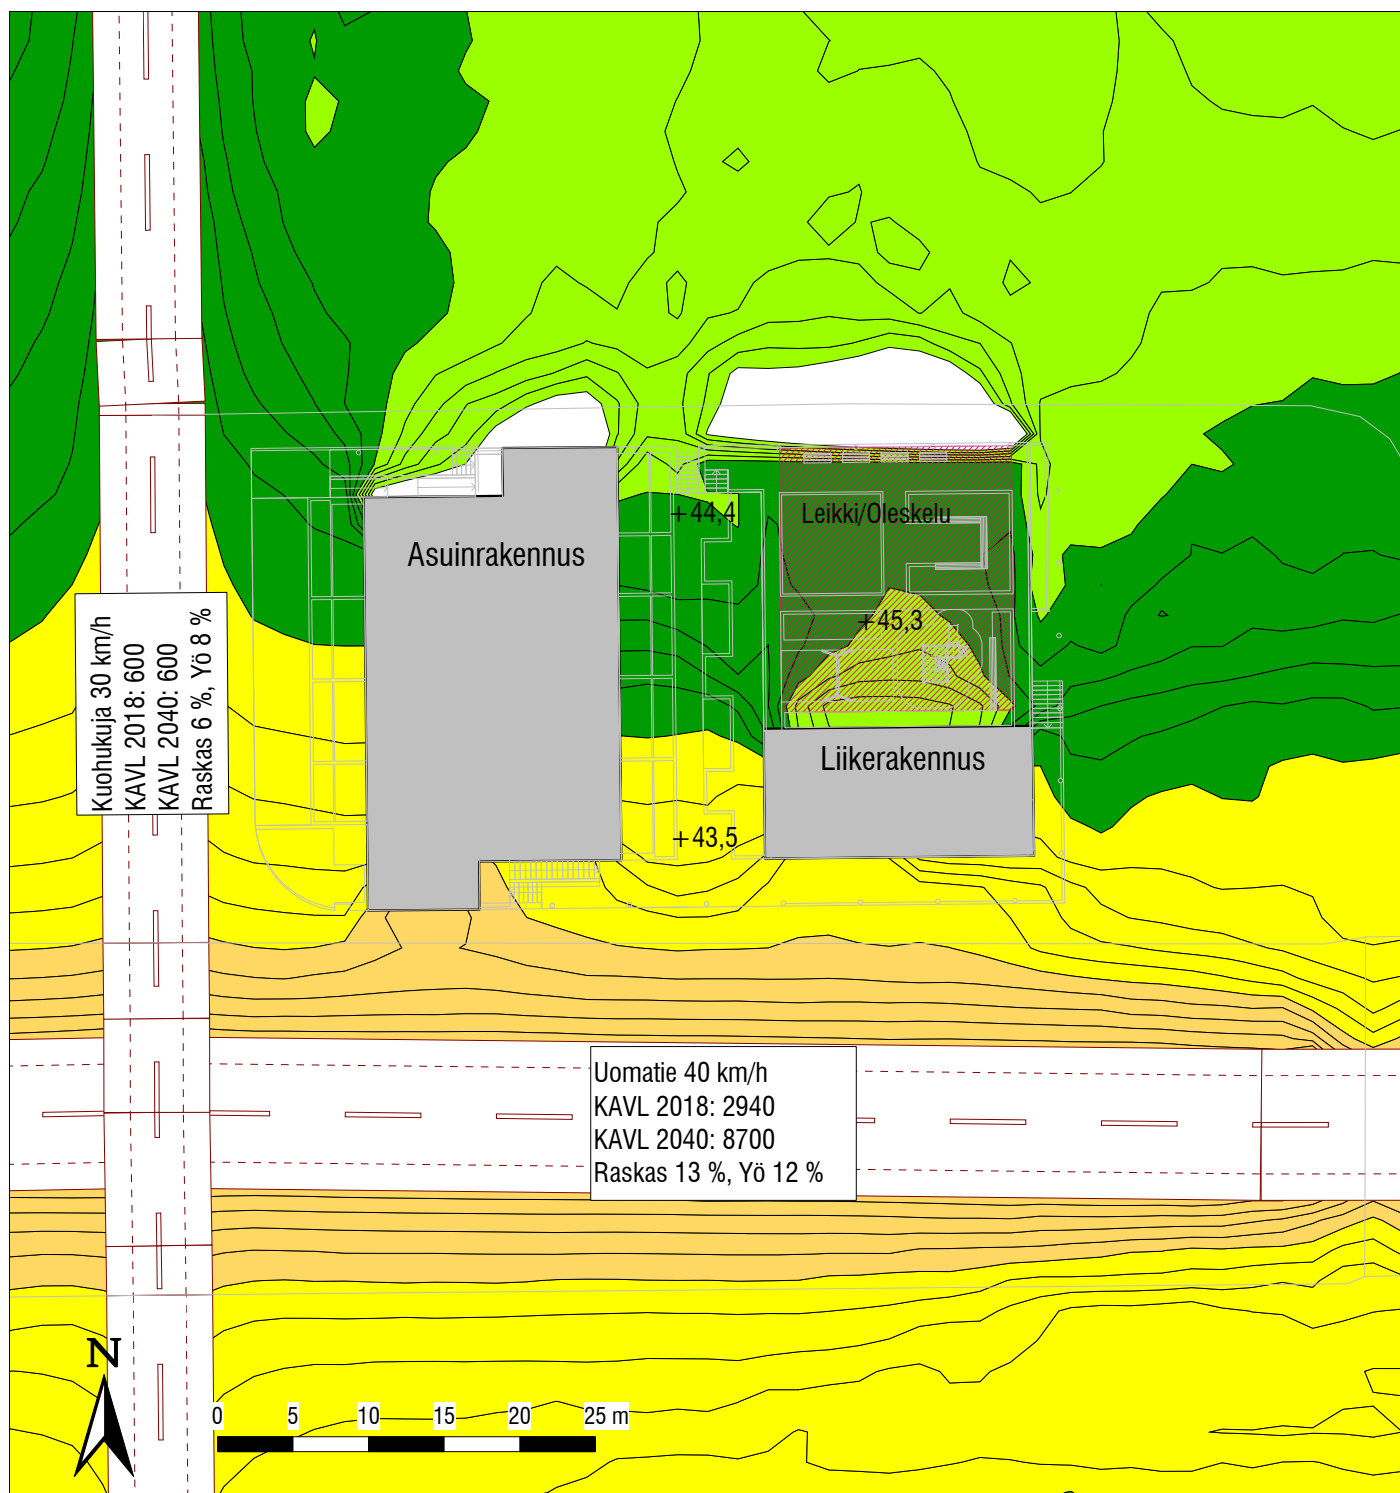 +44,4
Leikki/Oleskelu
Asuinrakennus
+45,3
Kuohukuja 30 km/h
KAVL 2018: 600
KAVL 2040: 600
Raskas 6 %, Yö 8 %
Liikerakennus
+43,5
Uomatie 40 km/h
KAVL 2018: 2940
KAVL 2040: 8700
Raskas 13 %, Yö 12 %
N
0 5 10 15 20 25 m